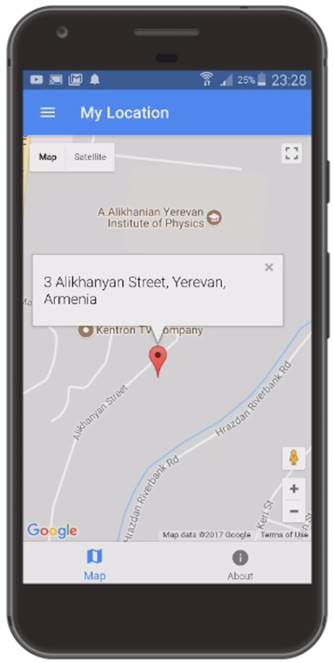 25% 23:28
My Location
Map Satellite
A.Alikhanian Yerevan
Institute of Physics
3 Alikhanyan Street, Yerevan,
Armenia
Kentron TV Company
Alikhanyan Street
Hrazdan Riverbank Rd
Hrazdan Riverbank Rd
Keri St
Google
Map data ©2017 Google Terms of Use
Map About